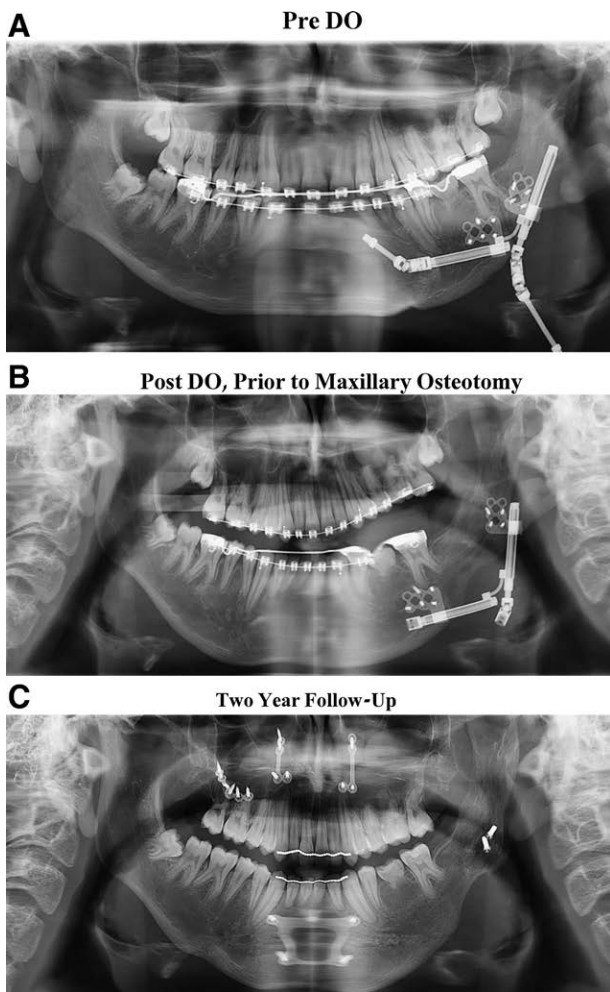 A
Pre DO
B
Post DO, Prior to Maxillary Osteotomy
C
Two Year Follow-Up